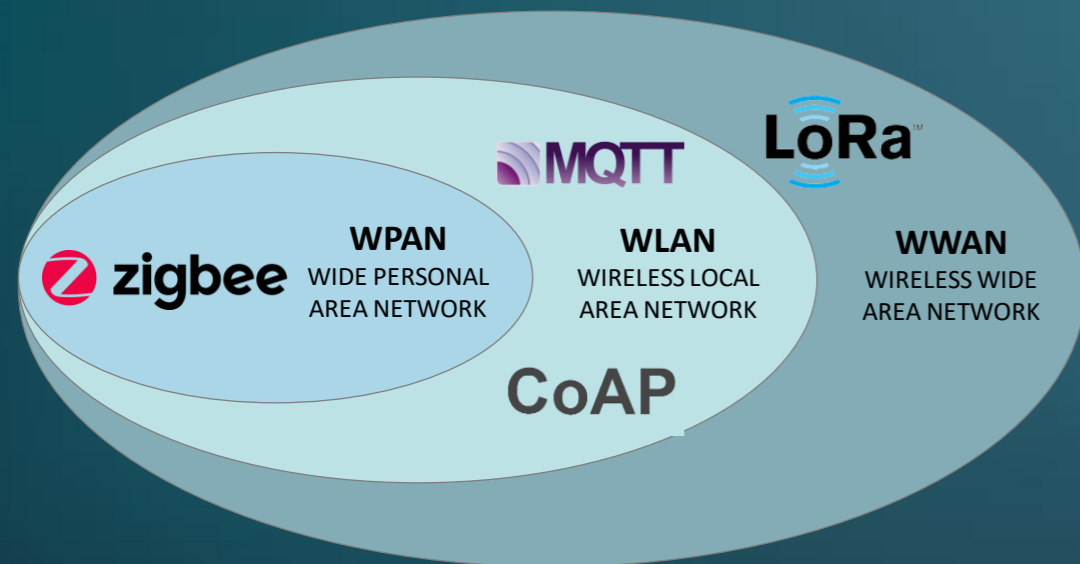 LoRa™
MQTT
zigbee
WPAN
WIDE PERSONAL
AREA NETWORK
WLAN
WIRELESS LOCAL
AREA NETWORK
WWAN
WIRELESS WIDE
AREA NETWORK
CoAP